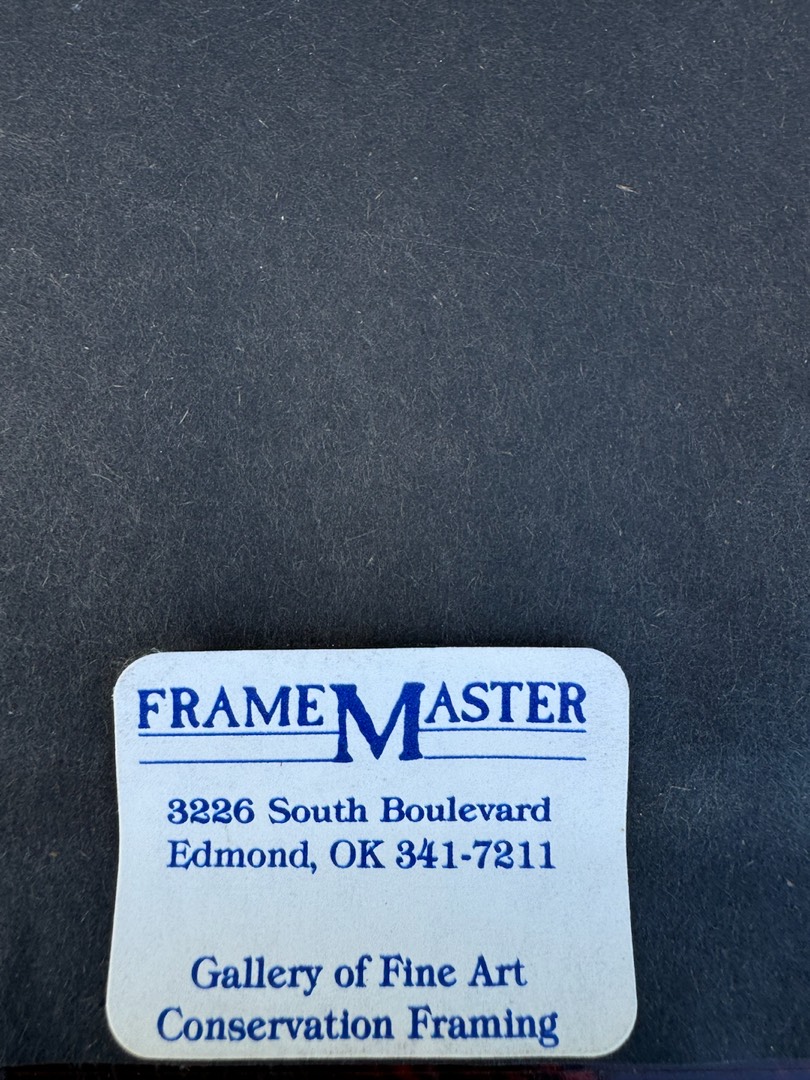 FRAMEMASTER
3226 South Boulevard
Edmond, OK 341-7211
Gallery of Fine Art
Conservation Framing